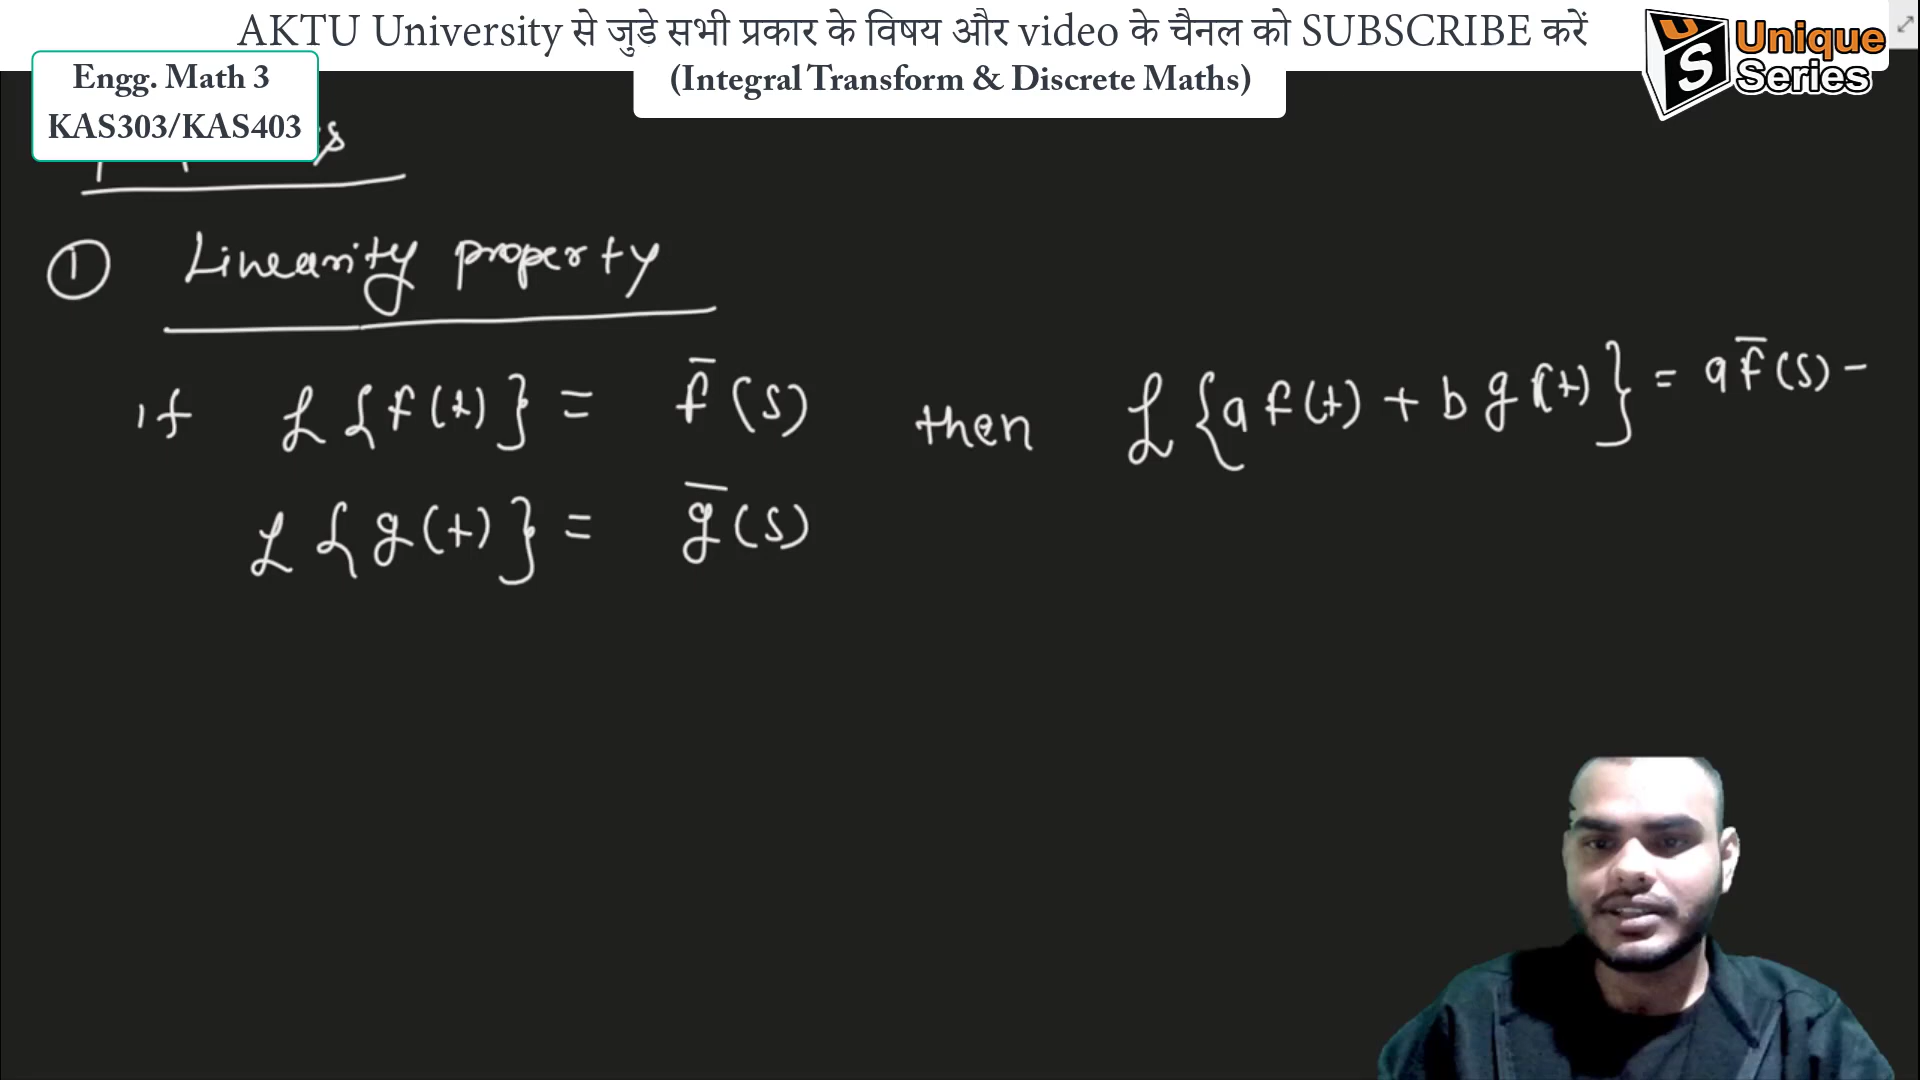 AKTU University से जुडे सभी प्रकार के विषय और video के चैनल को SUBSCRIBE करें
Engg. Math 3
KAS303/KAS403
(Integral Transform & Discrete Maths)
US
Unique
Series
① Linearity property
if ℒ{f(t)} = f̅(s) then ℒ{af(t) + bg(t)} = af̅(s) -
ℒ{g(t)} = g̅(s)